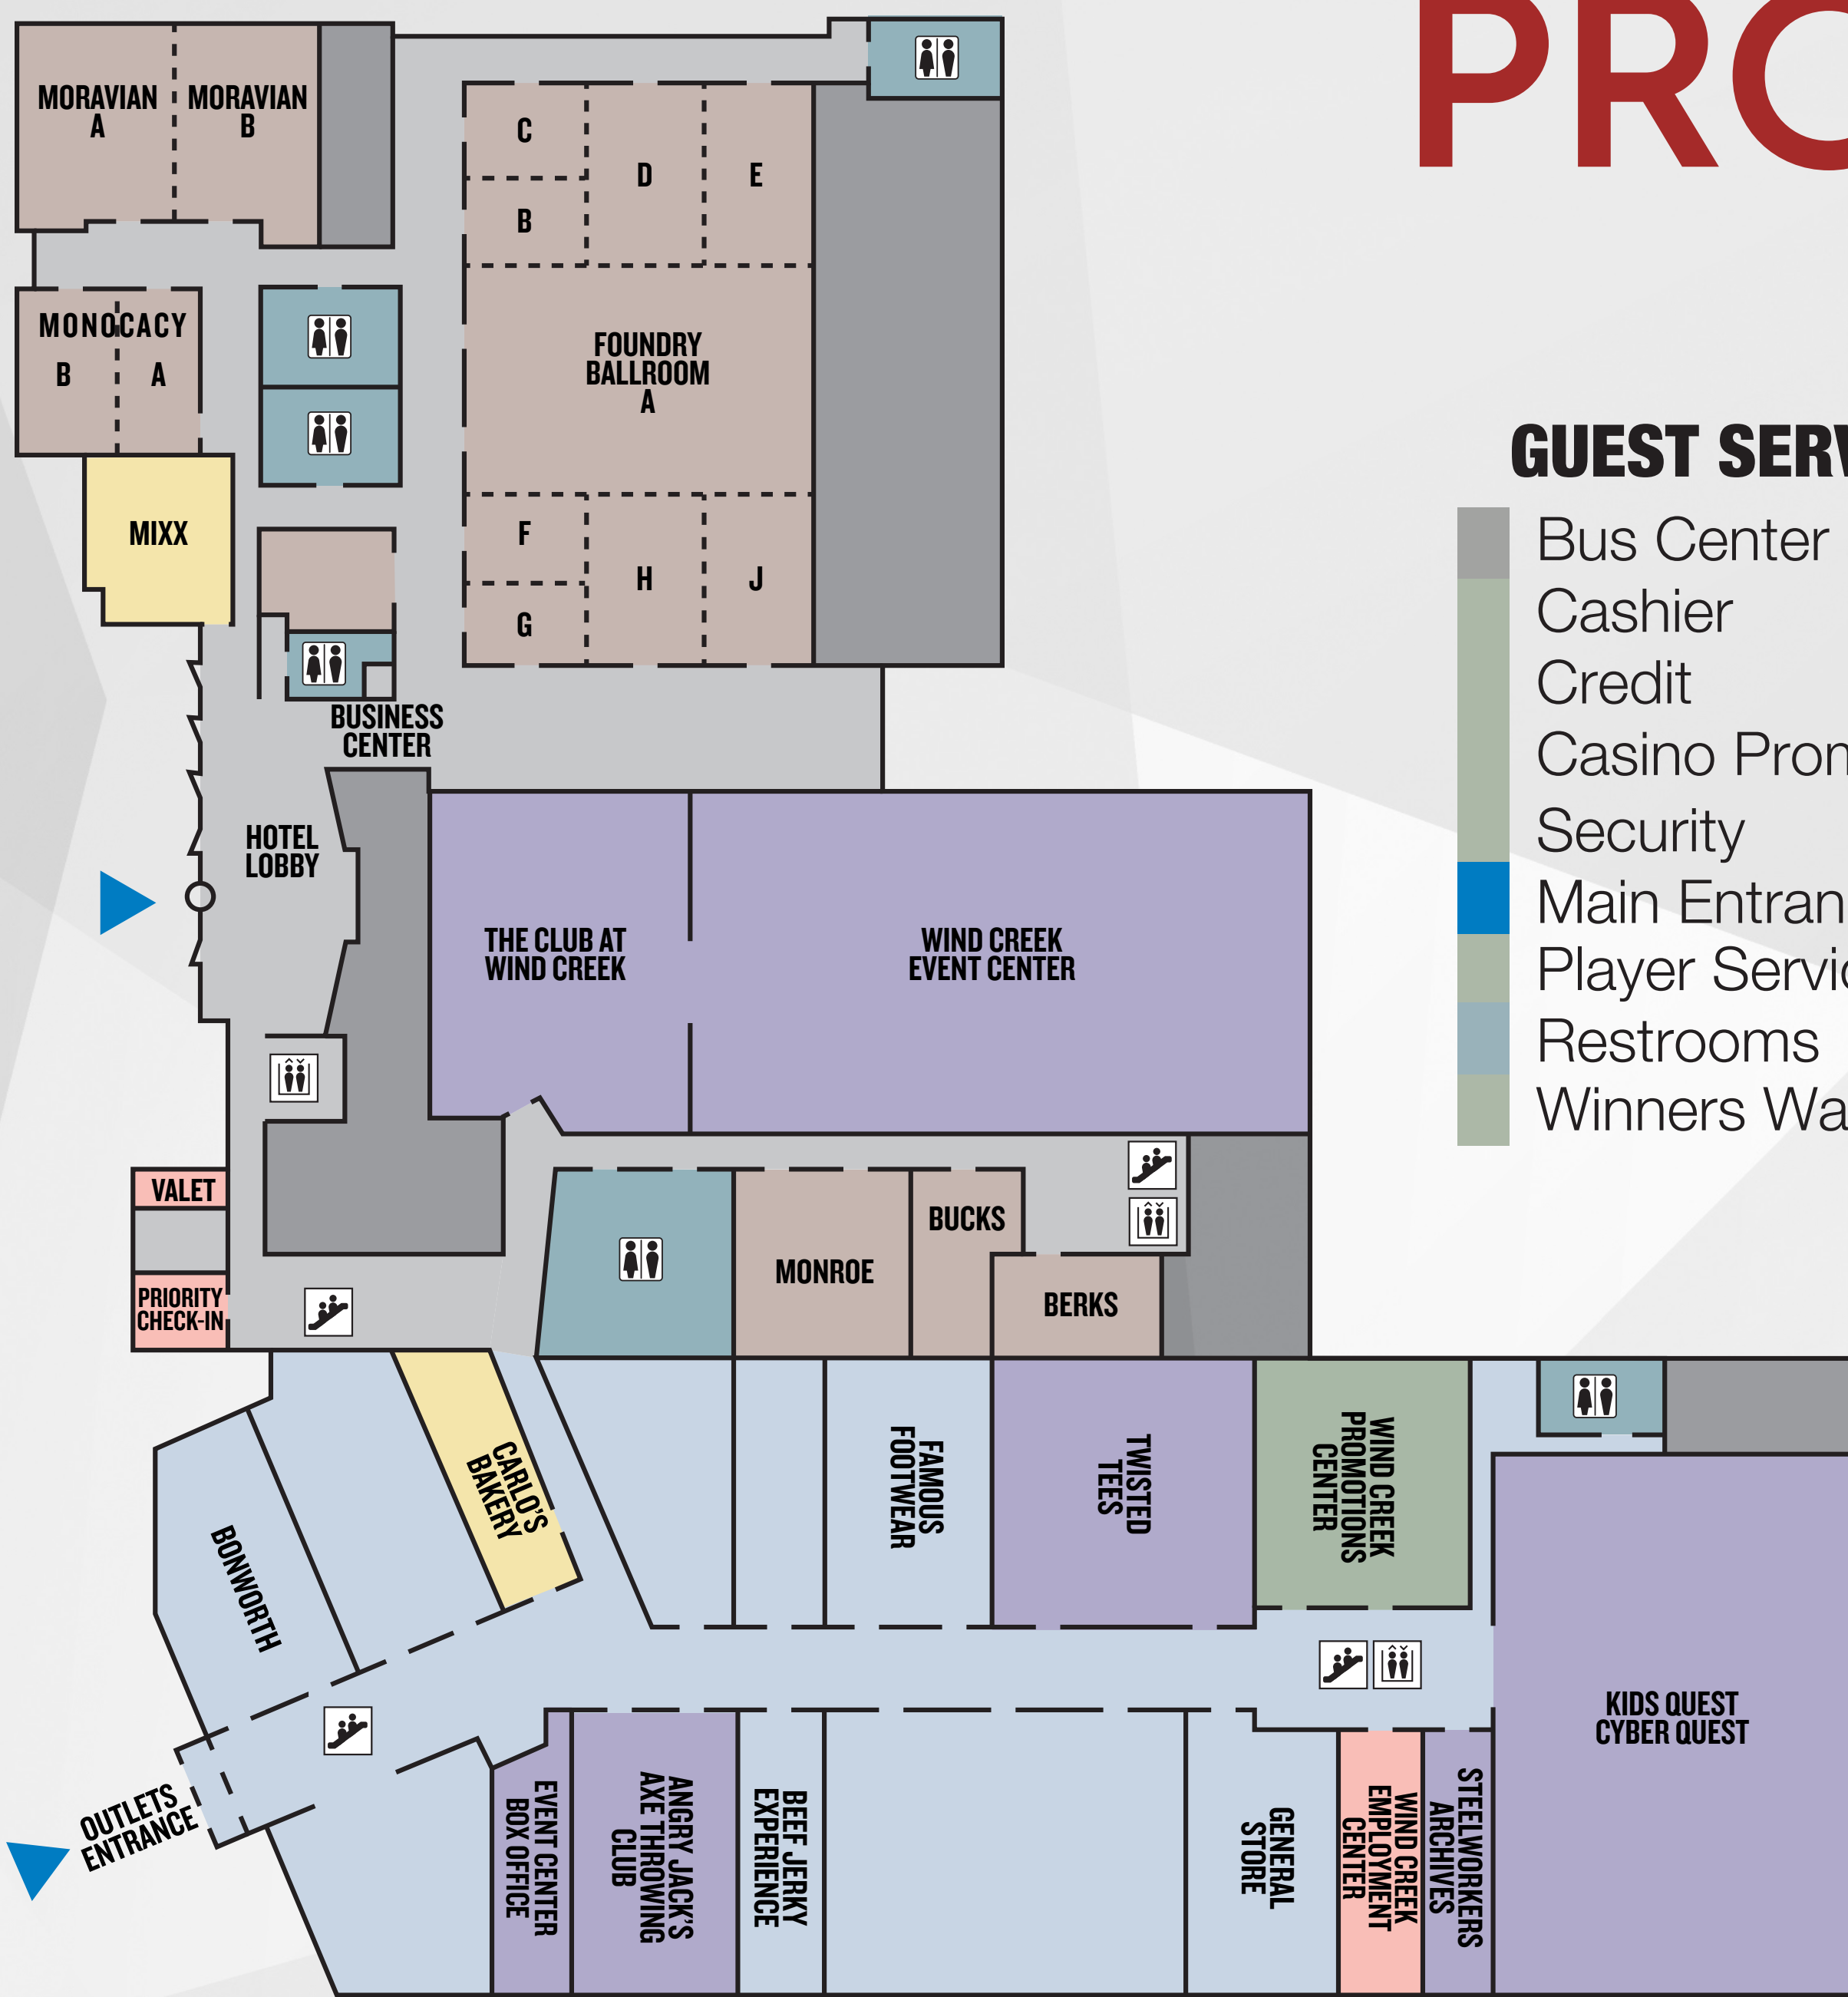 PRO
MORAVIAN
A
MORAVIAN
B
C
B
D
E
MONOCACY
B
A
FOUNDRY
BALLROOM
A
MIXX
F
G
H
J
BUSINESS
CENTER
HOTEL
LOBBY
THE CLUB AT
WIND CREEK
WIND CREEK
EVENT CENTER
GUEST SERV
Bus Center
Cashier
Credit
Casino Prom
Security
Main Entran
Player Servic
Restrooms
Winners Wa
VALET
PRIORITY
CHECK-IN
MONROE
BUCKS
BERKS
CARLO'S
BAKERY
BONWORTH
FAMOUS
FOOTWEAR
TWISTED
TEES
WIND CREEK
PROMOTIONS
CENTER
KIDS QUEST
CYBER QUEST
OUTLETS
ENTRANCE
EVENT CENTER
BOX OFFICE
ANGRY JACK'S
AXE THROWING
CLUB
BEEF JERKY
EXPERIENCE
GENERAL
STORE
WIND CREEK
EMPLOYMENT
CENTER
STEELWORKERS
ARCHIVES